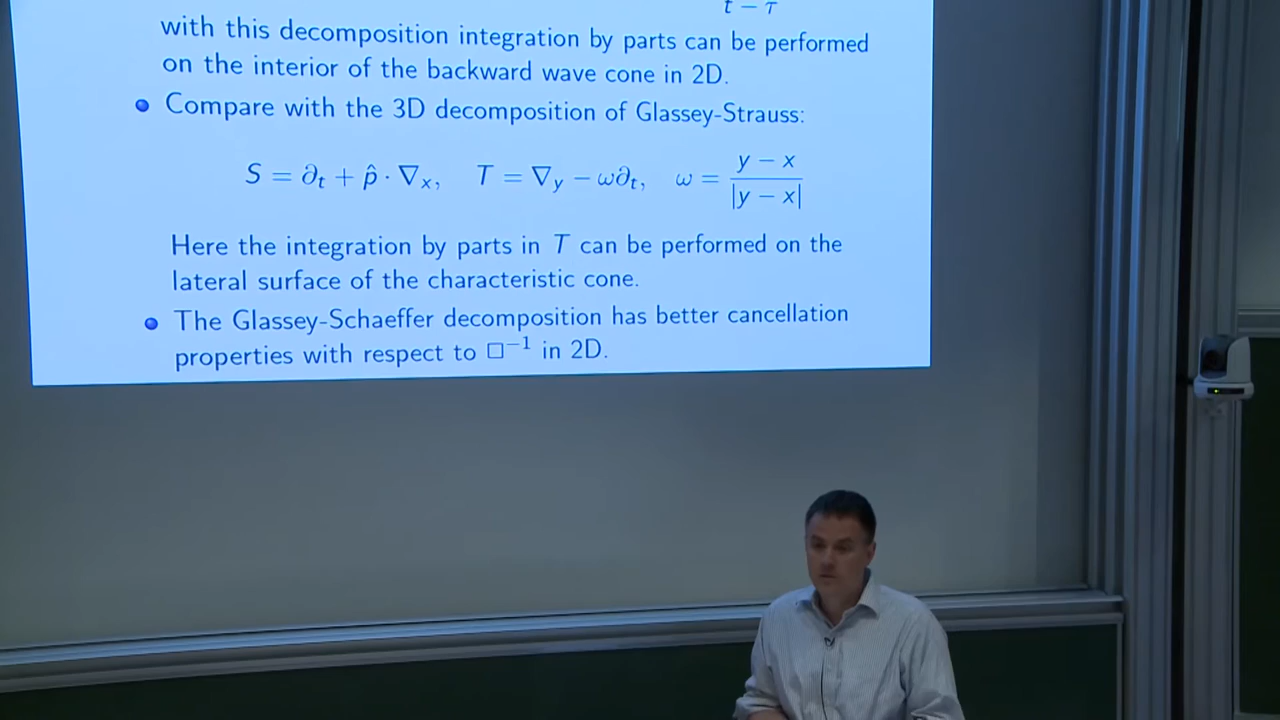 t − τ
with this decomposition integration by parts can be performed
on the interior of the backward wave cone in 2D.
Compare with the 3D decomposition of Glassey-Strauss:
S = ∂_t + p̂ · ∇_x, T = ∇_y − ω∂_t, ω = (y − x)/|y − x|
Here the integration by parts in T can be performed on the
lateral surface of the characteristic cone.
The Glassey-Schaeffer decomposition has better cancellation
properties with respect to □⁻¹ in 2D.